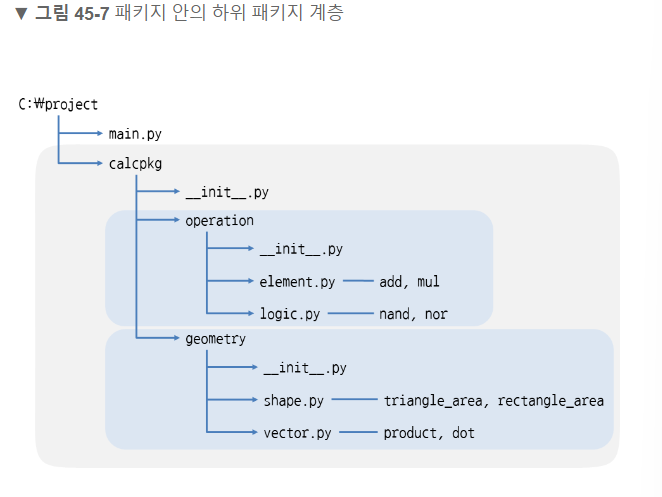 ▼ 그림 45-7 패키지 안의 하위 패키지 계층
C:₩project
main.py
calcpkg
__init__.py
operation
__init__.py
element.py add, mul
logic.py nand, nor
geometry
__init__.py
shape.py triangle_area, rectangle_area
vector.py product, dot